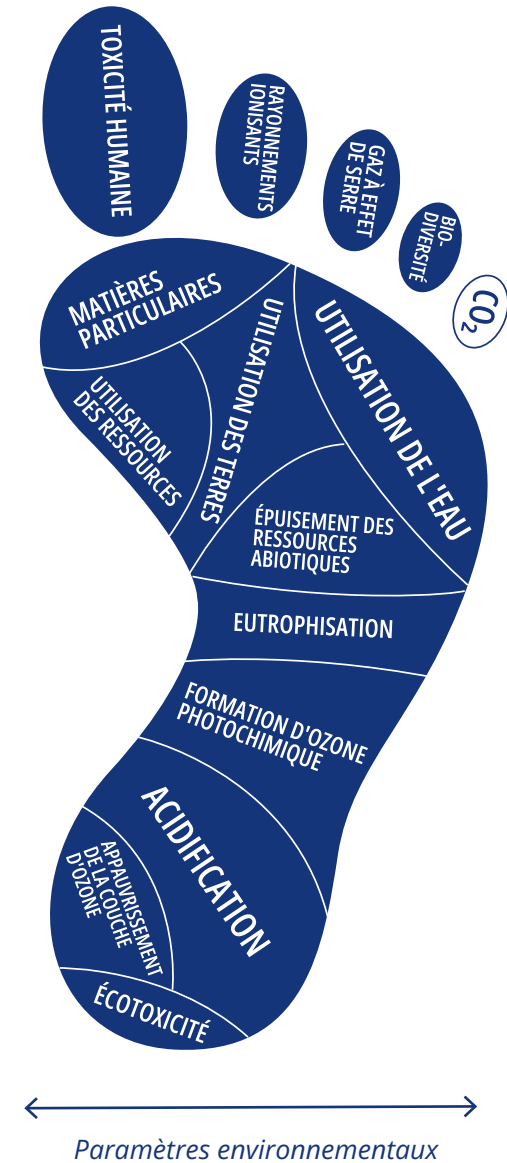 TOXICITÉ HUMAINE
RAYONNEMENTS
IONISANTS
GAZ À EFFET
DE SERRE
BIO-
DIVERSITÉ
CO₂
MATIÈRES
PARTICULAIRES
UTILISATION
DES RESSOURCES
UTILISATION DES TERRES
UTILISATION DE L'EAU
ÉPUISEMENT DES
RESSOURCES
ABIOTIQUES
EUTROPHISATION
FORMATION D'OZONE
PHOTOCHIMIQUE
ACIDIFICATION
APPAUVRISSEMENT
DE LA COUCHE
D'OZONE
ÉCOTOXICITÉ
Paramètres environnementaux